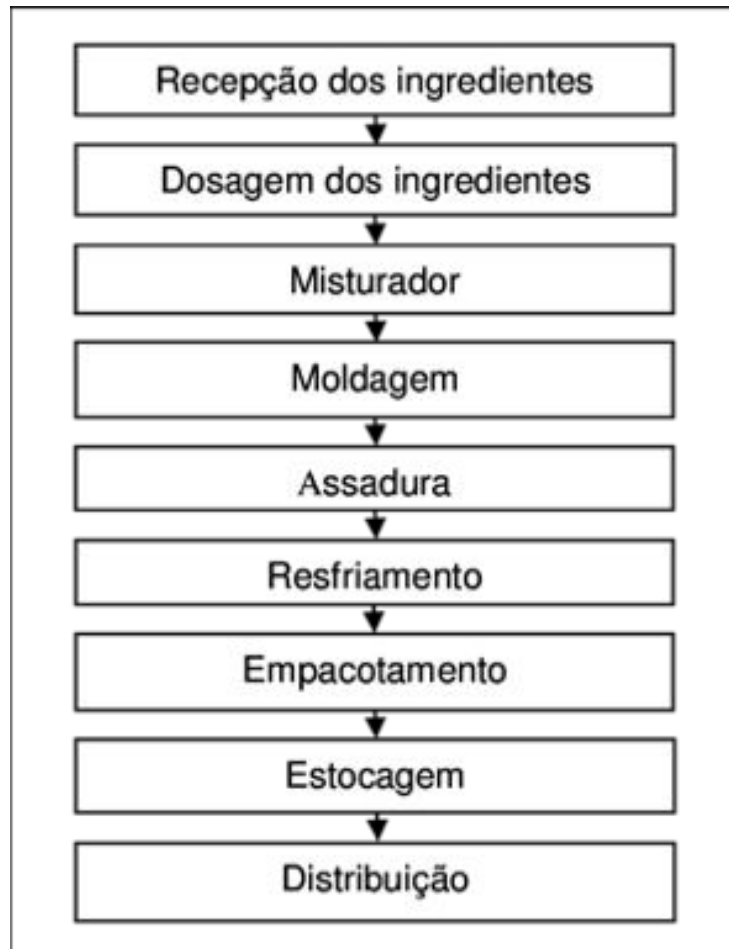 Recepção dos ingredientes
Dosagem dos ingredientes
Misturador
Moldagem
Assadura
Resfriamento
Empacotamento
Estocagem
Distribuição